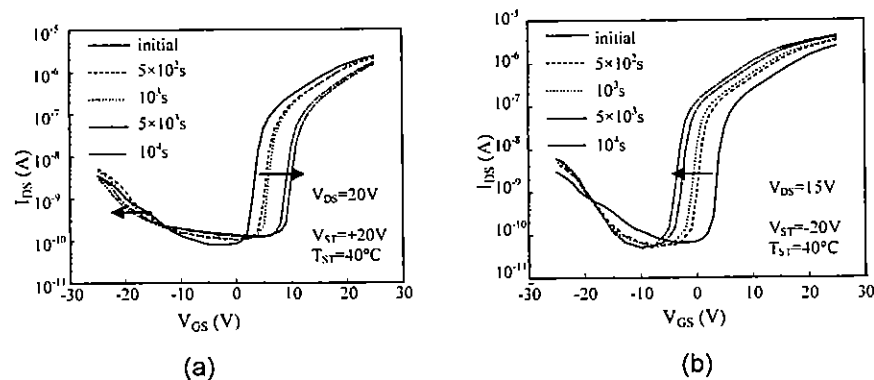 10⁻⁵
10⁻⁶
10⁻⁷
10⁻⁸
10⁻⁹
10⁻¹⁰
10⁻¹¹
I_DS (A)
initial
5×10²s
10³s
5×10³s
10⁴s
V_DS=20V
V_ST=+20V
T_ST=40°C
-30 -20 -10 0 10 20 30
V_GS (V)
(a)
10⁻⁵
10⁻⁶
10⁻⁷
10⁻⁸
10⁻⁹
10⁻¹⁰
10⁻¹¹
I_DS (A)
initial
5×10²s
10³s
5×10³s
10⁴s
V_DS=15V
V_ST=-20V
T_ST=40°C
-30 -20 -10 0 10 20 30
V_GS (V)
(b)